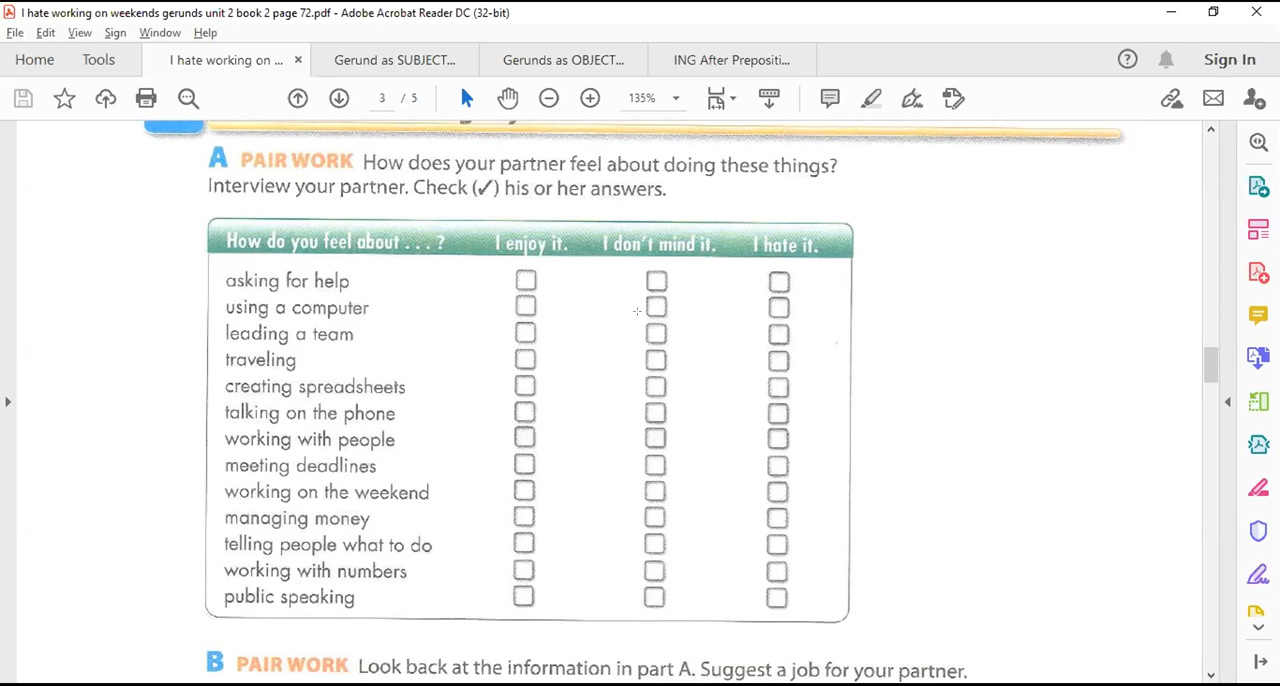 I hate working on weekends gerunds unit 2 book 2 page 72.pdf - Adobe Acrobat Reader DC (32-bit)
File Edit View Sign Window Help
Home Tools I hate working on ... × Gerund as SUBJECT... Gerunds as OBJECT... ING After Prepositi... Sign In
3 / 5 135%
A PAIR WORK How does your partner feel about doing these things?
Interview your partner. Check (✓) his or her answers.
How do you feel about . . . ? I enjoy it. I don't mind it. I hate it.
asking for help
using a computer
leading a team
traveling
creating spreadsheets
talking on the phone
working with people
meeting deadlines
working on the weekend
managing money
telling people what to do
working with numbers
public speaking
B PAIR WORK Look back at the information in part A. Suggest a job for your partner.